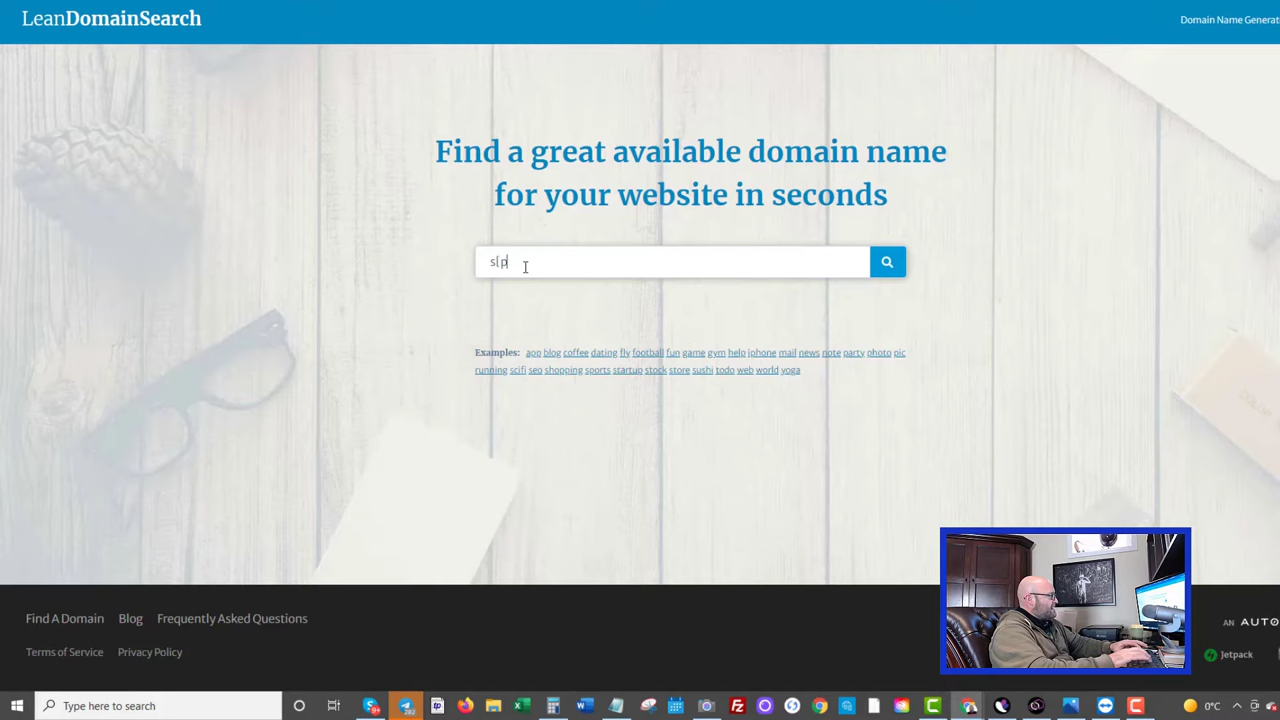 LeanDomainSearch
Domain Name Generat
Find a great available domain name
for your website in seconds
s[p
Examples: app blog coffee dating fly football fun game gym help iphone mail news note party photo pic
running scifi seo shopping sports startup stock store sushi todo web world yoga
Find A Domain Blog Frequently Asked Questions
AN AUTO
Terms of Service Privacy Policy
Jetpack
Type here to search
0°C